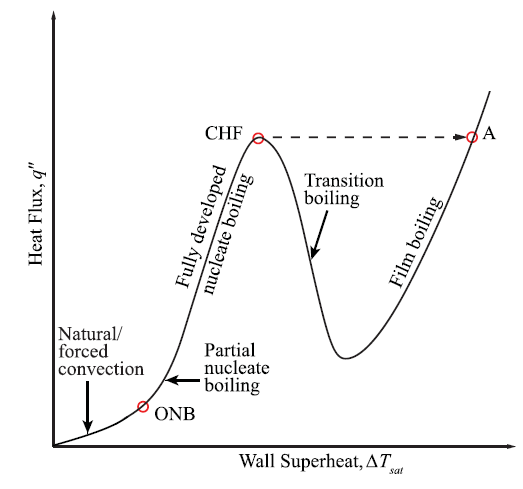 CHF
A
Transition
boiling
Fully developed
nucleate boiling
Film boiling
Heat Flux, q″
Natural/
forced
convection
Partial
nucleate
boiling
ONB
Wall Superheat, ΔT_sat